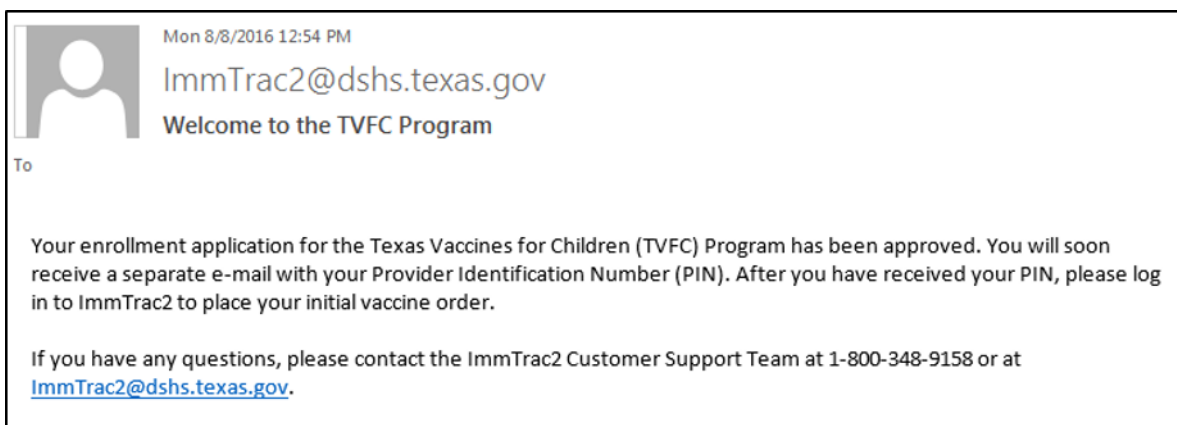 Mon 8/8/2016 12:54 PM
ImmTrac2@dshs.texas.gov
Welcome to the TVFC Program
To
Your enrollment application for the Texas Vaccines for Children (TVFC) Program has been approved. You will soon
receive a separate e-mail with your Provider Identification Number (PIN). After you have received your PIN, please log
in to ImmTrac2 to place your initial vaccine order.
If you have any questions, please contact the ImmTrac2 Customer Support Team at 1-800-348-9158 or at
ImmTrac2@dshs.texas.gov.